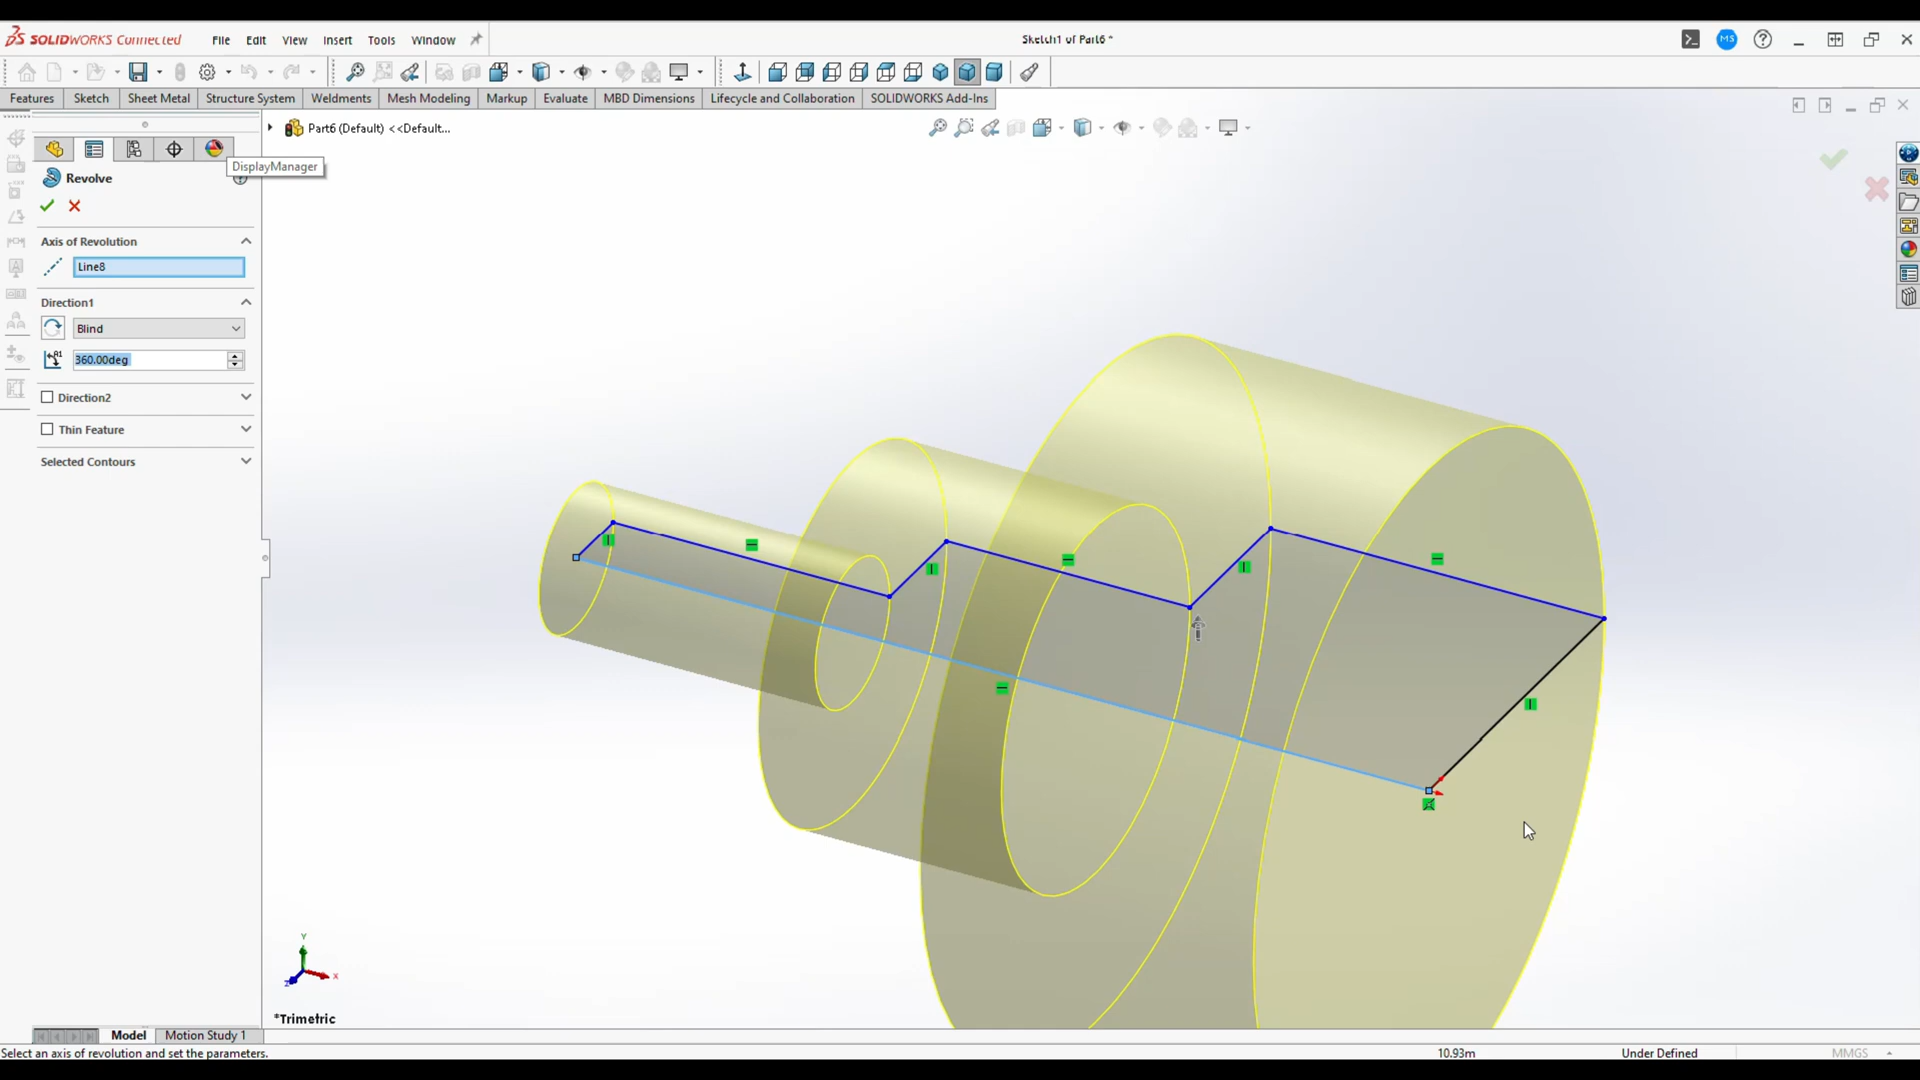 SOLIDWORKS Connected
File Edit View Insert Tools Window
Sketch1 of Part6 *
MS
Features Sketch Sheet Metal Structure System Weldments Mesh Modeling Markup Evaluate MBD Dimensions Lifecycle and Collaboration SOLIDWORKS Add-Ins
Part6 (Default) <<Default...
DisplayManager
Revolve
Axis of Revolution
Line8
Direction1
Blind
360.00deg
Direction2
Thin Feature
Selected Contours
Y
X
Z
*Trimetric
Model Motion Study 1
Select an axis of revolution and set the parameters.
10.93m
Under Defined
MMGS